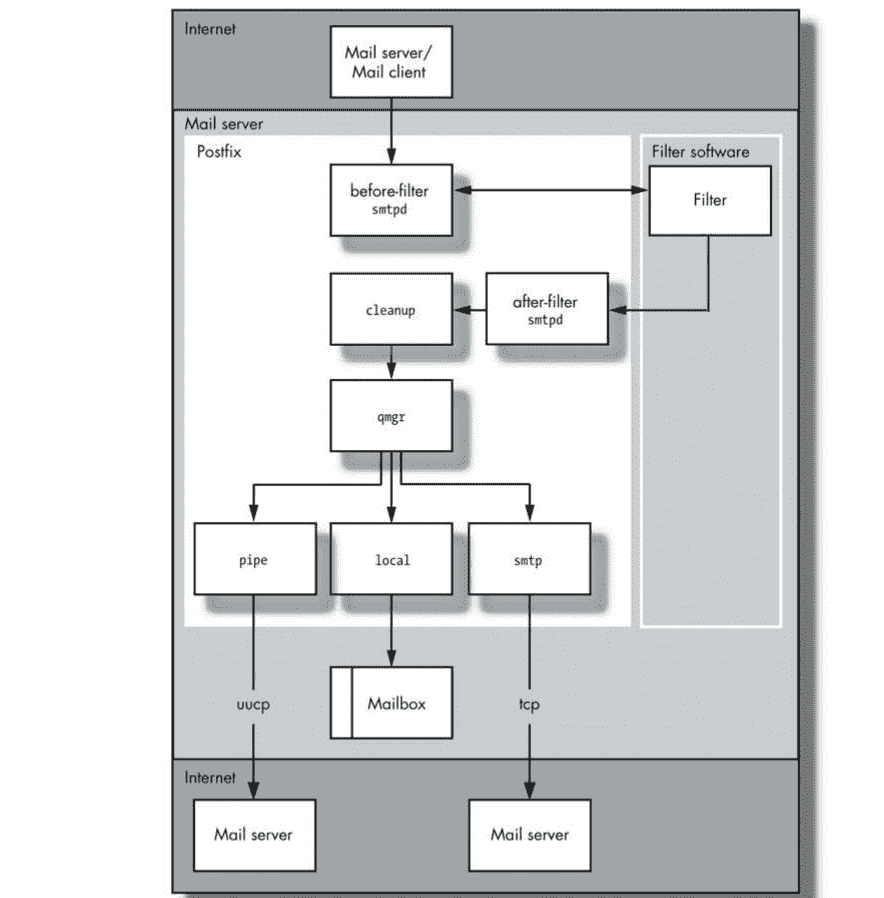 Internet
Mail server/
Mail client
Mail server
Postfix
Filter software
before-filter
smtpd
Filter
cleanup
after-filter
smtpd
qmgr
pipe
local
smtp
uucp
Mailbox
tcp
Internet
Mail server
Mail server